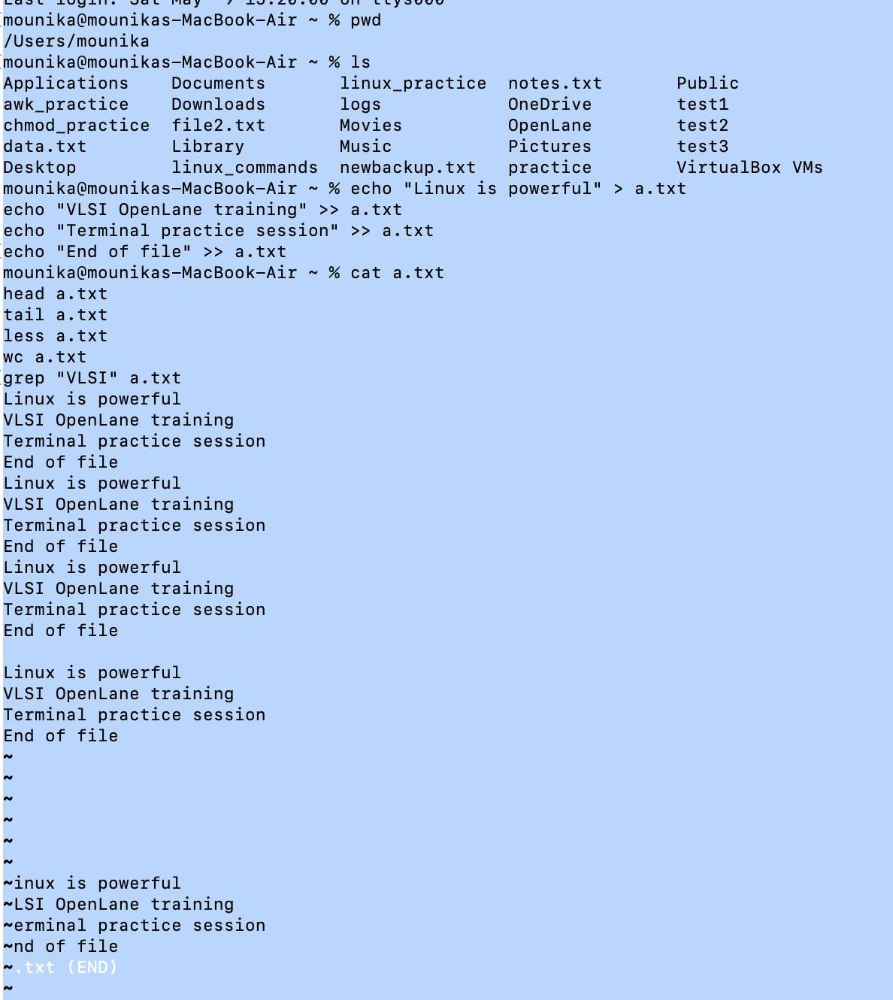 Last login: Sat May 9 15:20:00 on ttys000
mounika@mounikas-MacBook-Air ~ % pwd
/Users/mounika
mounika@mounikas-MacBook-Air ~ % ls
Applications Documents linux_practice notes.txt Public
awk_practice Downloads logs OneDrive test1
chmod_practice file2.txt Movies OpenLane test2
data.txt Library Music Pictures test3
Desktop linux_commands newbackup.txt practice VirtualBox VMs
mounika@mounikas-MacBook-Air ~ % echo "Linux is powerful" > a.txt
echo "VLSI OpenLane training" >> a.txt
echo "Terminal practice session" >> a.txt
echo "End of file" >> a.txt
mounika@mounikas-MacBook-Air ~ % cat a.txt
head a.txt
tail a.txt
less a.txt
wc a.txt
grep "VLSI" a.txt
Linux is powerful
VLSI OpenLane training
Terminal practice session
End of file
Linux is powerful
VLSI OpenLane training
Terminal practice session
End of file
Linux is powerful
VLSI OpenLane training
Terminal practice session
End of file
Linux is powerful
VLSI OpenLane training
Terminal practice session
End of file
~
~
~
~
~
~
~inux is powerful
~LSI OpenLane training
~erminal practice session
~nd of file
~.txt (END)
~